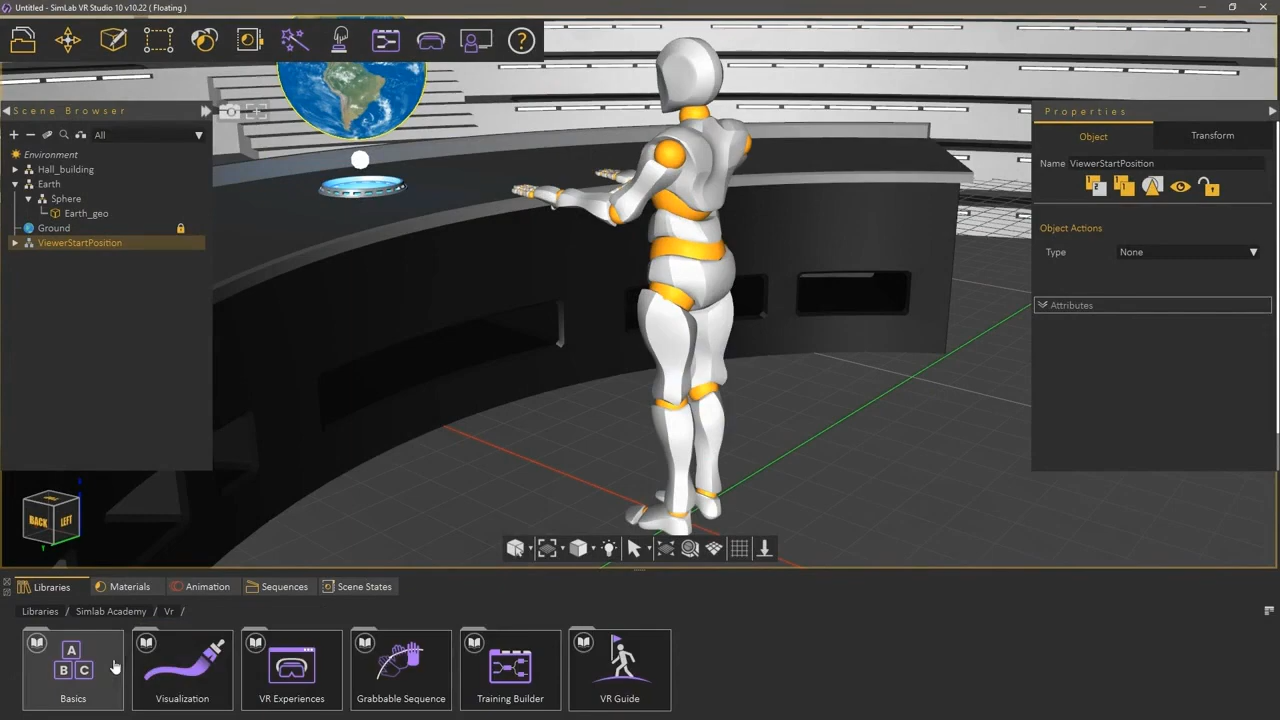 Untitled - SimLab VR Studio 10 v10.22 ( Floating )
Scene Browser
All
Environment
Hall_building
Earth
Sphere
Earth_geo
Ground
ViewerStartPosition
Properties
Object Transform
Name ViewerStartPosition
Object Actions
Type None
Attributes
BACK LEFT
Libraries Materials Animation Sequences Scene States
Libraries / Simlab Academy / Vr /
A
B C
Basics Visualization VR Experiences Grabbable Sequence Training Builder VR Guide